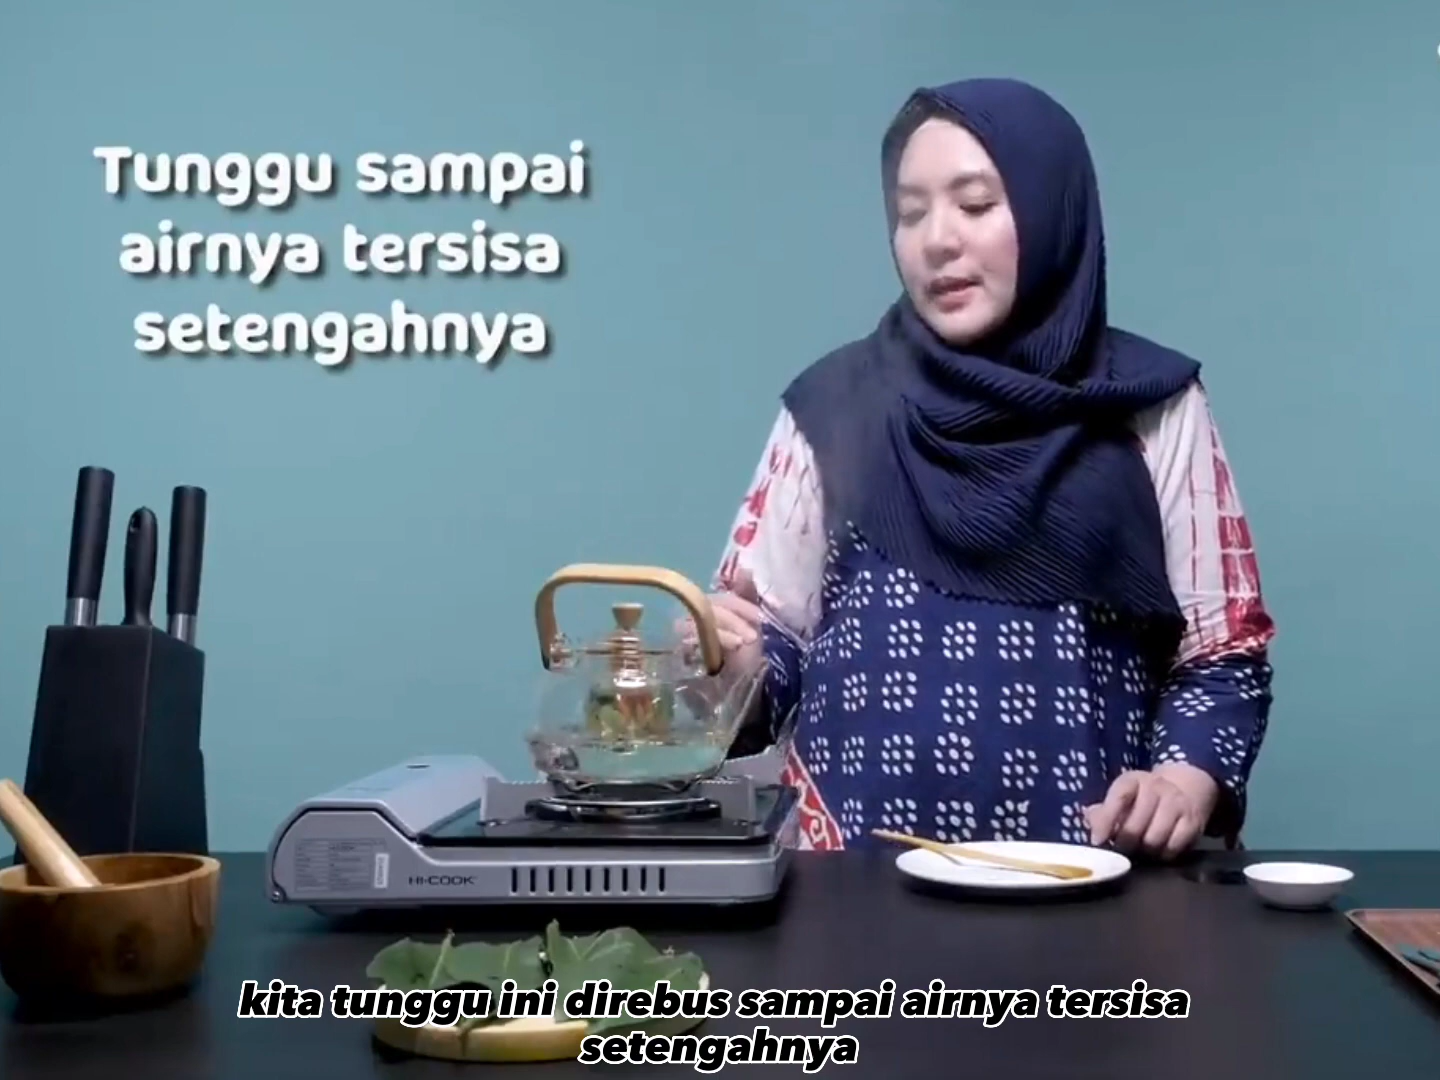 Tunggu sampai
airnya tersisa
setengahnya
HI-COOK
kita tunggu ini direbus sampai airnya tersisa
setengahnya